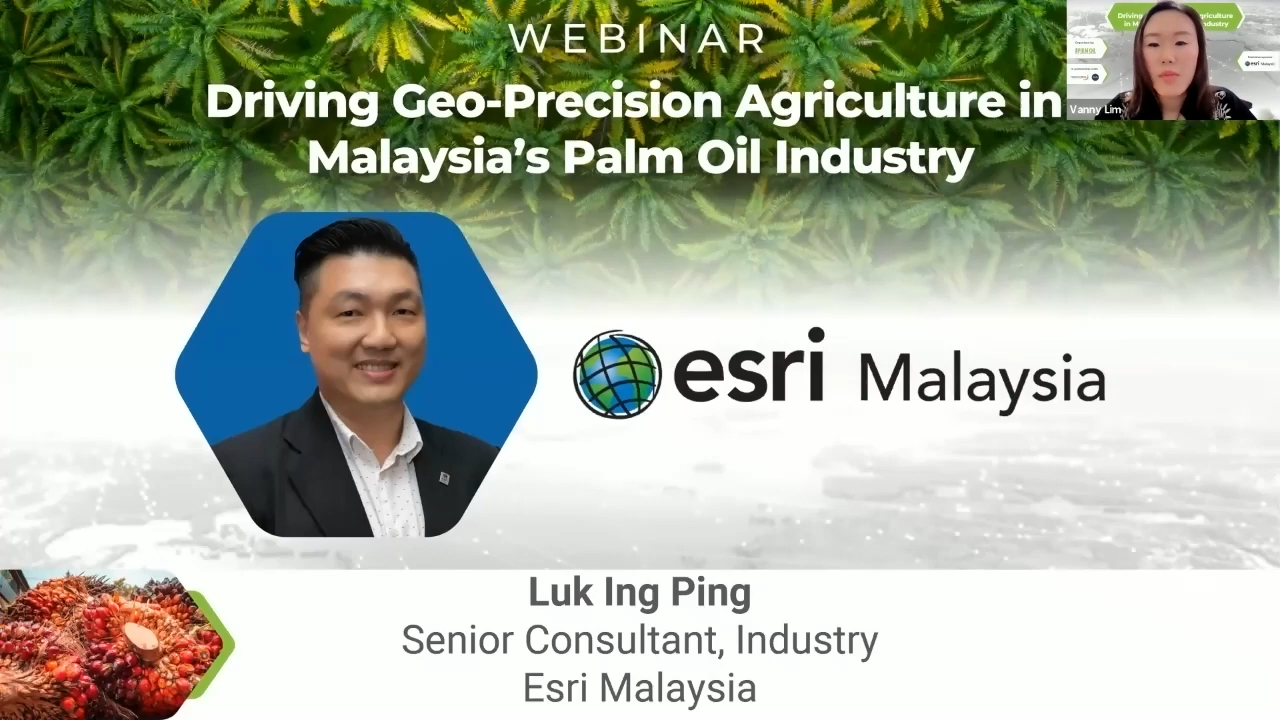 WEBINAR
Driving Geo-Precision Agriculture in
Malaysia's Palm Oil Industry
Vanny Lim
esri Malaysia
Luk Ing Ping
Senior Consultant, Industry
Esri Malaysia